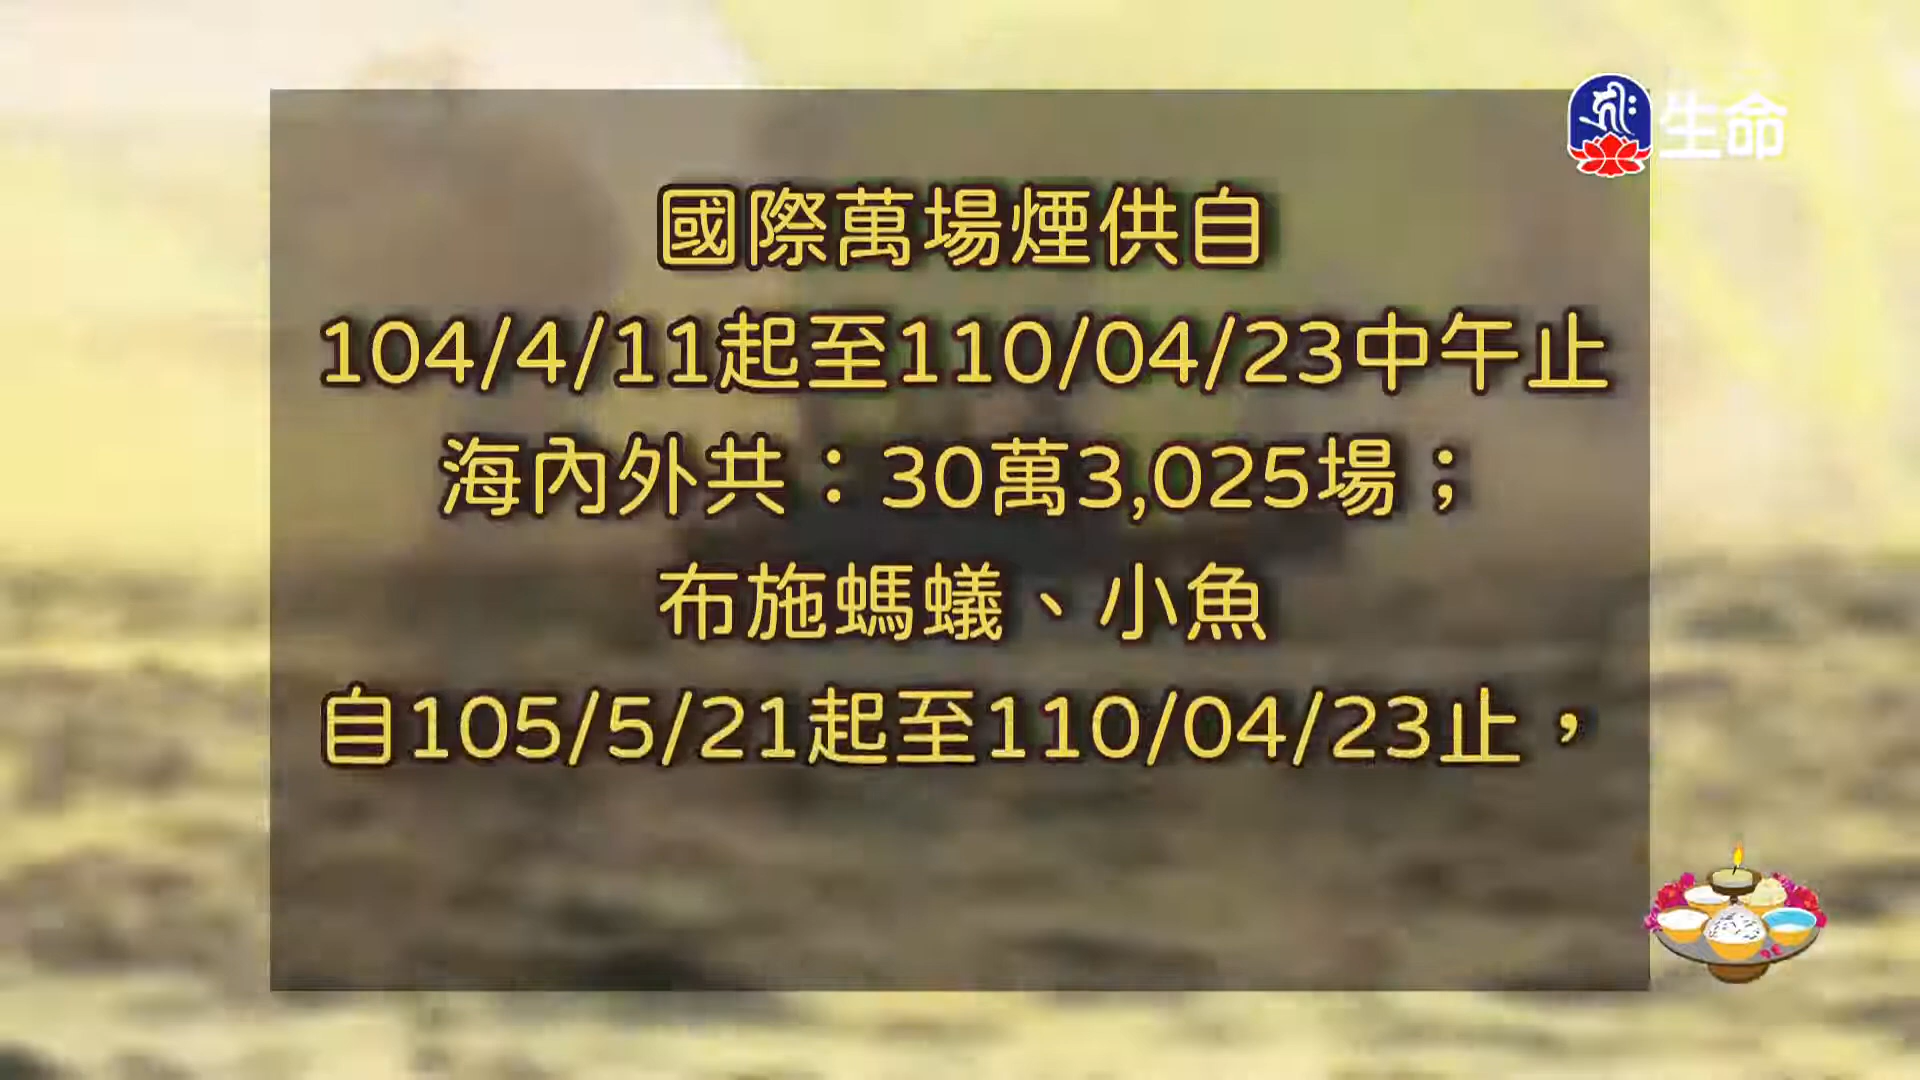 生命
國際萬場煙供自
104/4/11起至110/04/23中午止
海內外共：30萬3,025場；
布施螞蟻、小魚
自105/5/21起至110/04/23止，